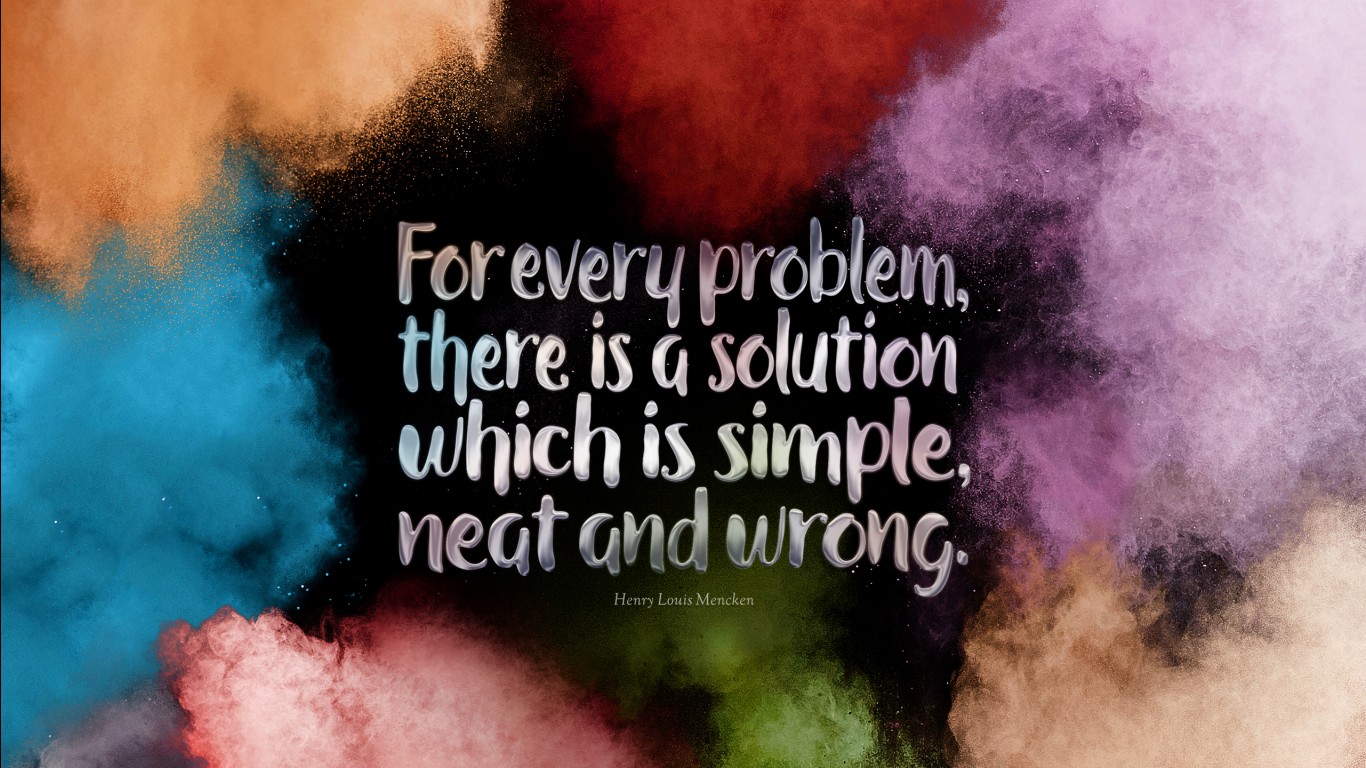 For every problem,
there is a solution
which is simple,
neat and wrong.
Henry Louis Mencken